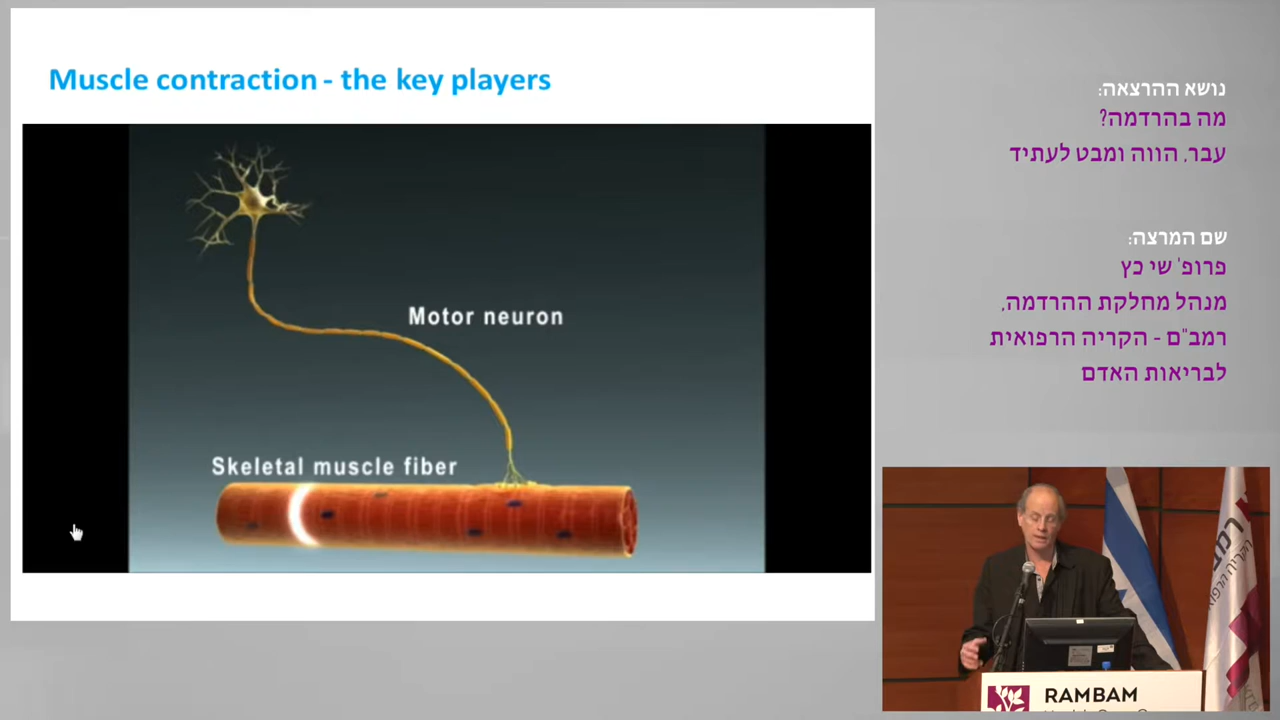 Muscle contraction - the key players
Motor neuron
Skeletal muscle fiber
נושא ההרצאה:
מה בהרדמה?
עבר, הווה ומבט לעתיד
שם המרצה:
פרופ' שי כץ
מנהל מחלקת ההרדמה,
רמב"ם - הקריה הרפואית
לבריאות האדם
RAMBAM